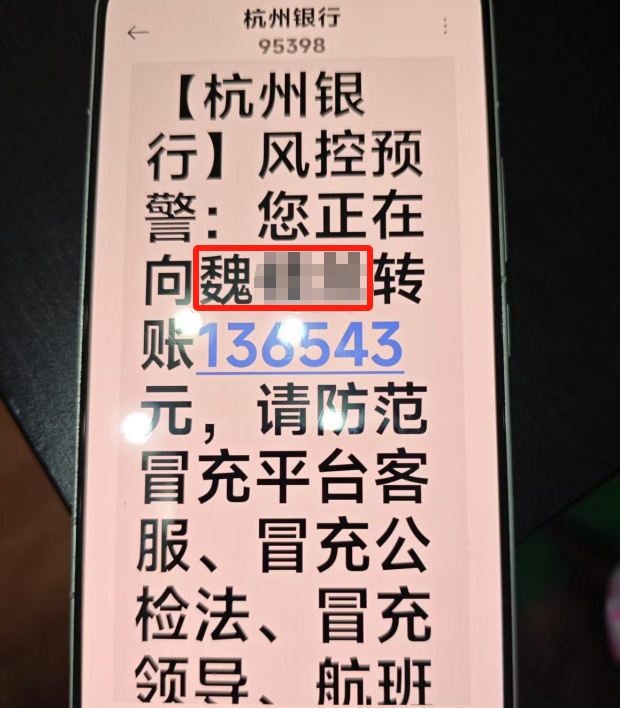 杭州银行
95398
【杭州银
行】风控预
警：您正在
向魏转
账136543
元，请防范
冒充平台客
服、冒充公
检法、冒充
领导、航班